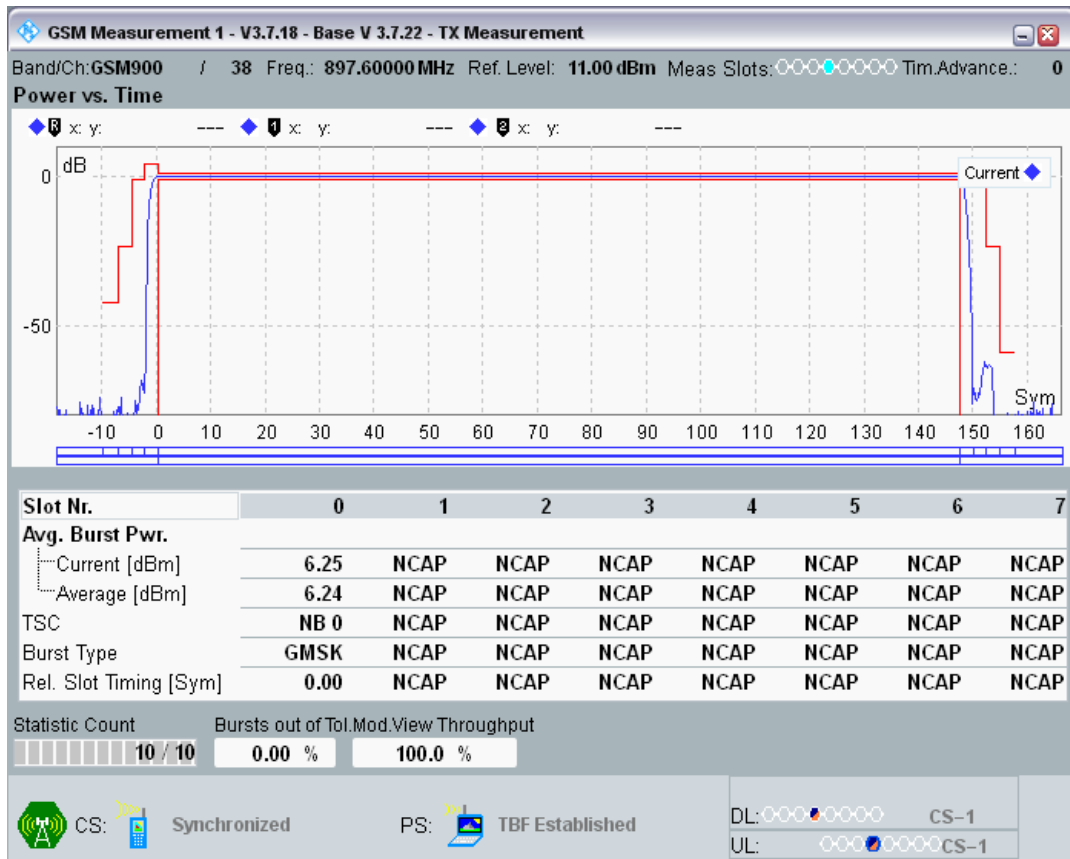 GSM Measurement 1 - V3.7.18 - Base V 3.7.22 - TX Measurement
Band/Ch:GSM900 / 38 Freq.: 897.60000 MHz Ref. Level: 11.00 dBm Meas Slots: Tim.Advance.: 0
Power vs. Time
R x: y: --- 1 x: y: --- 2 x: y: ---
dB
0
Current
-50
Sym
-10 0 10 20 30 40 50 60 70 80 90 100 110 120 130 140 150 160
Slot Nr. 0 1 2 3 4 5 6 7
Avg. Burst Pwr.
Current [dBm] 6.25 NCAP NCAP NCAP NCAP NCAP NCAP NCAP
Average [dBm] 6.24 NCAP NCAP NCAP NCAP NCAP NCAP NCAP
TSC NB 0 NCAP NCAP NCAP NCAP NCAP NCAP NCAP
Burst Type GMSK NCAP NCAP NCAP NCAP NCAP NCAP NCAP
Rel. Slot Timing [Sym] 0.00 NCAP NCAP NCAP NCAP NCAP NCAP NCAP
Statistic Count Bursts out of Tol.Mod.View Throughput
10 / 10 0.00 % 100.0 %
CS: Synchronized PS: TBF Established
DL: CS-1
UL: CS-1